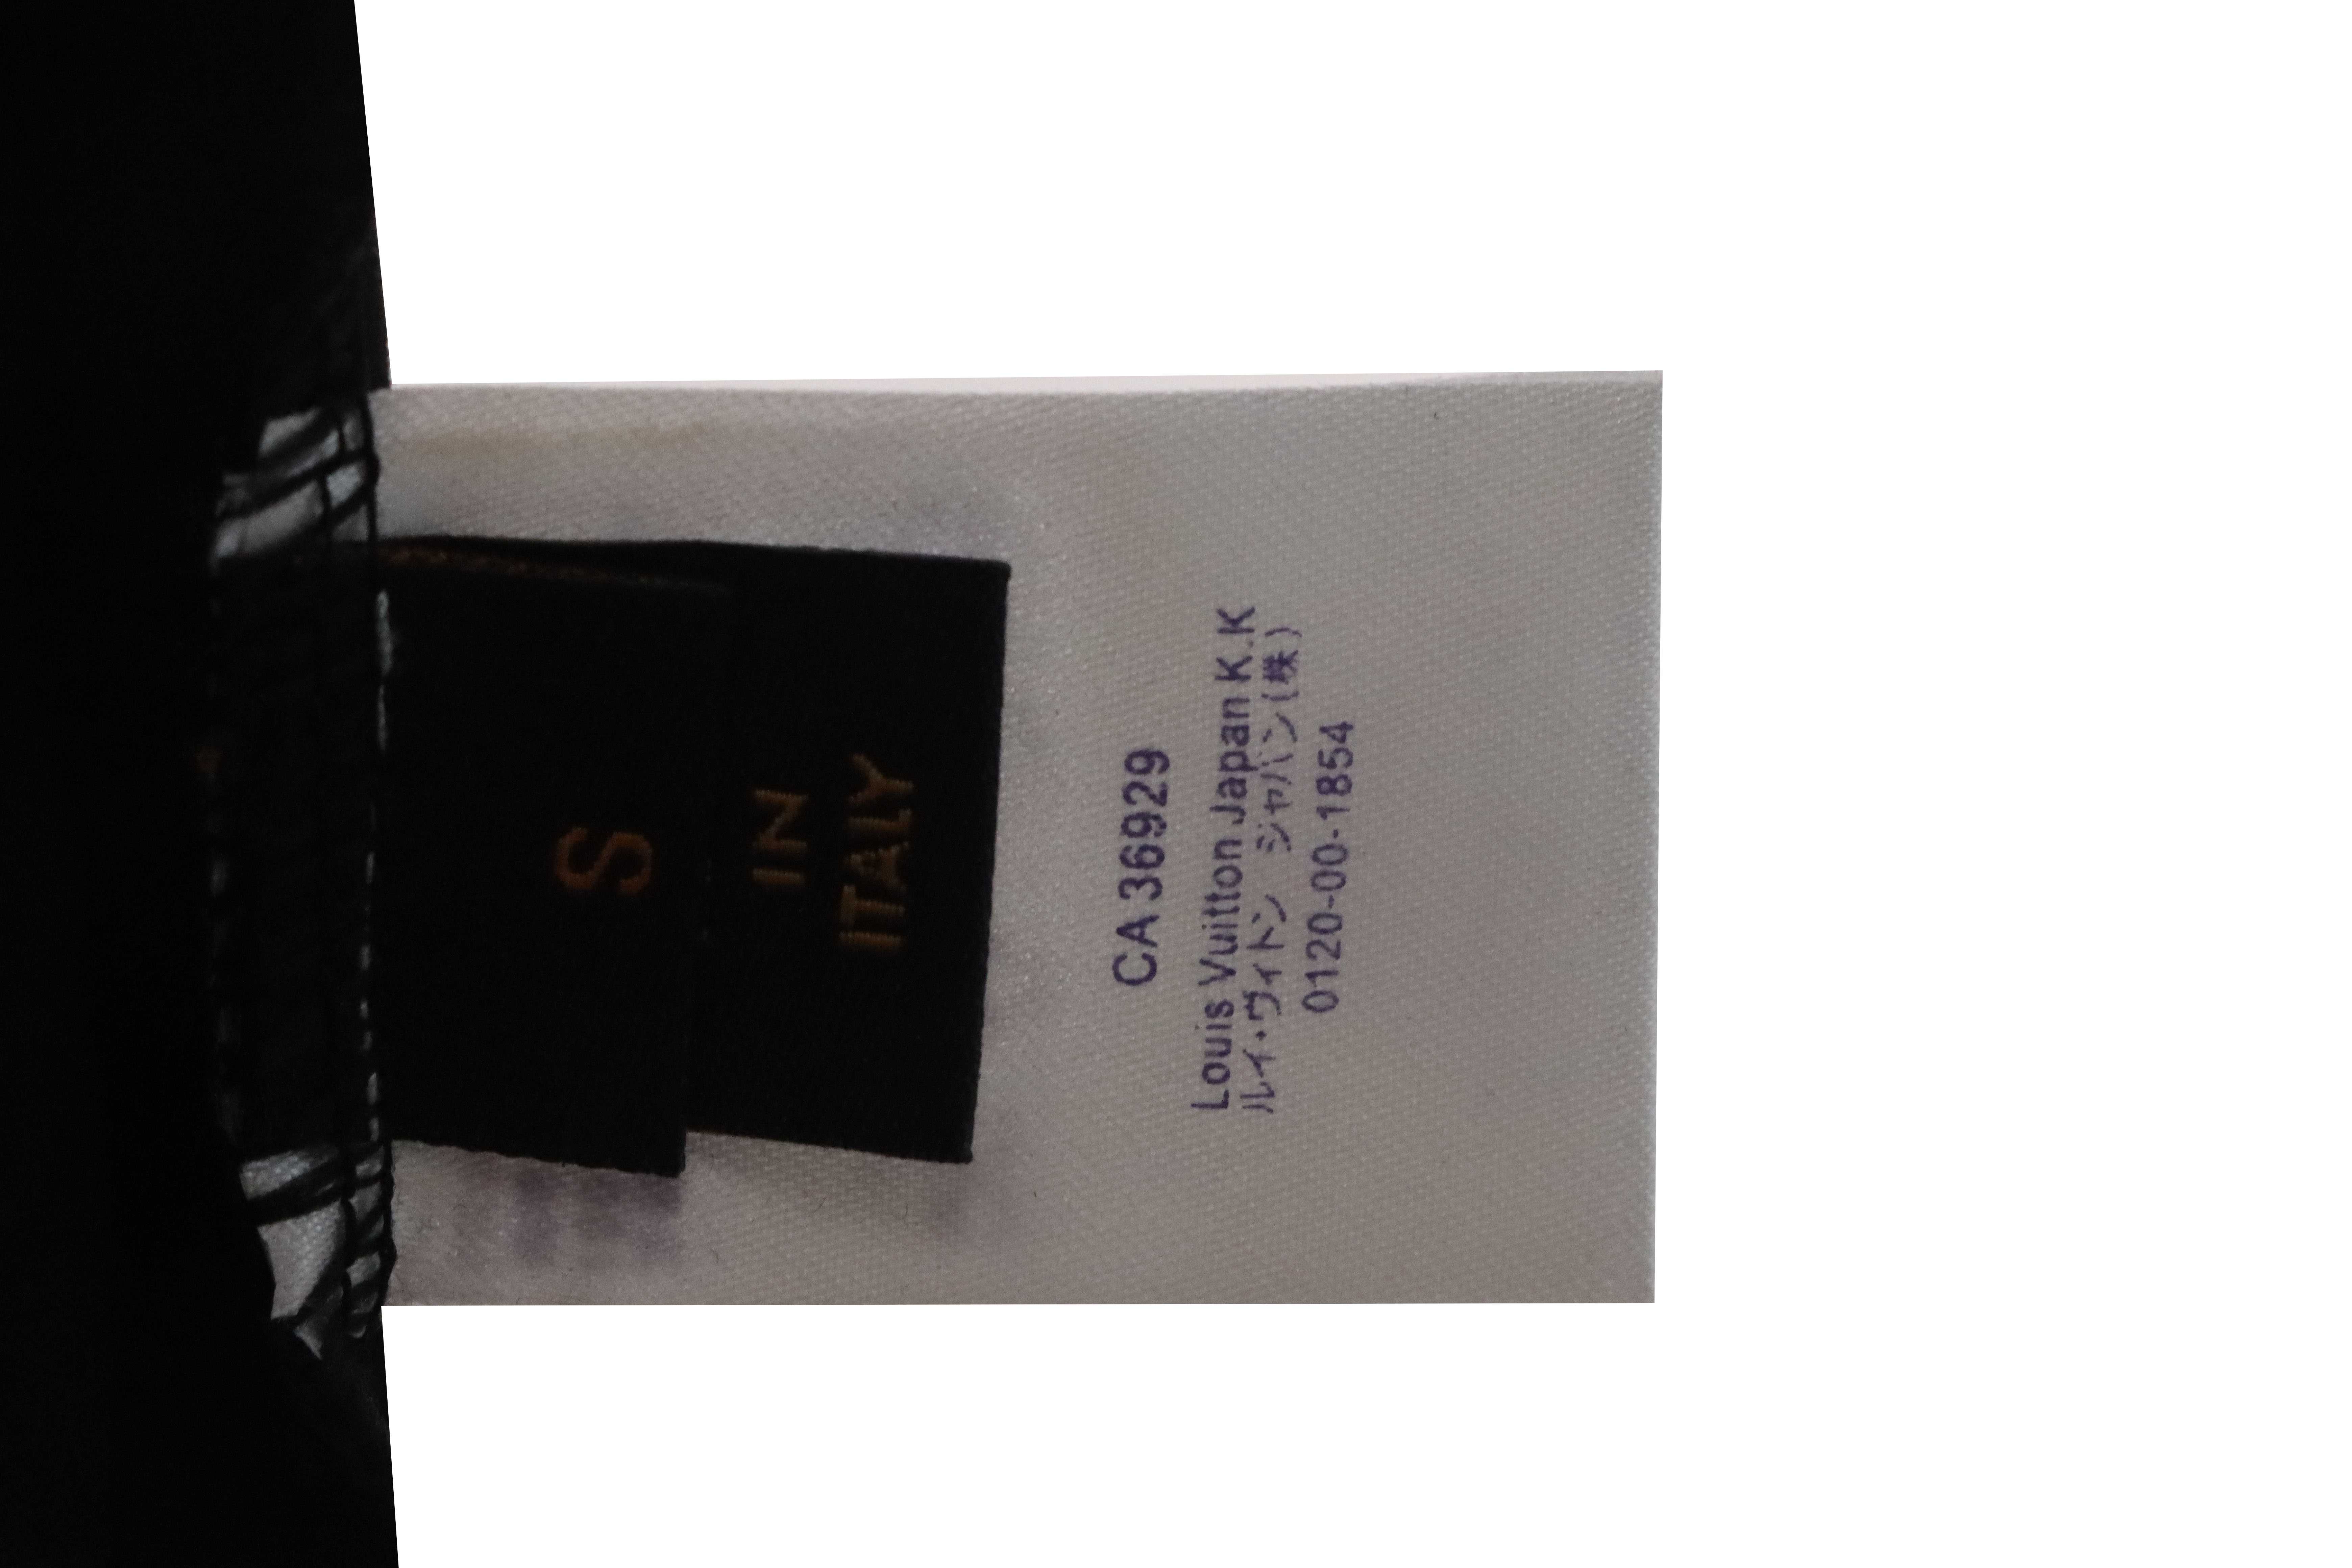 S
IN
ITALY
CA 36929
Louis Vuitton Japan K.K
ルイ・ヴィトン ジャパン(株)
0120-00-1854